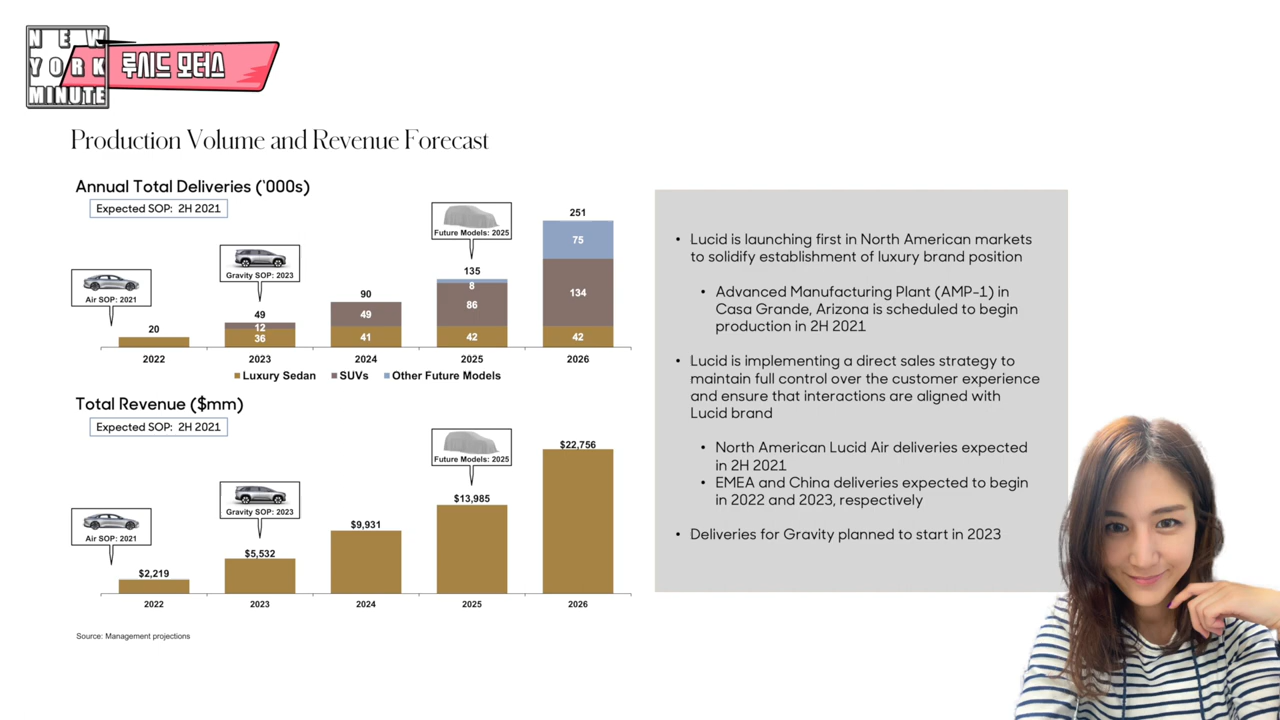 NEW
YORK
MINUTE
루시드 모터스
Production Volume and Revenue Forecast
Annual Total Deliveries (‘000s)
Expected SOP: 2H 2021
Air SOP: 2021
Gravity SOP: 2023
Future Models: 2025
20
49
12
36
90
49
41
135
8
86
42
251
75
134
42
2022
2023
2024
2025
2026
Luxury Sedan
SUVs
Other Future Models
Total Revenue ($mm)
Expected SOP: 2H 2021
Air SOP: 2021
Gravity SOP: 2023
Future Models: 2025
$2,219
$5,532
$9,931
$13,985
$22,756
2022
2023
2024
2025
2026
Source: Management projections
• Lucid is launching first in North American markets
to solidify establishment of luxury brand position
• Advanced Manufacturing Plant (AMP-1) in
Casa Grande, Arizona is scheduled to begin
production in 2H 2021
• Lucid is implementing a direct sales strategy to
maintain full control over the customer experience
and ensure that interactions are aligned with
Lucid brand
• North American Lucid Air deliveries expected
in 2H 2021
• EMEA and China deliveries expected to begin
in 2022 and 2023, respectively
• Deliveries for Gravity planned to start in 2023